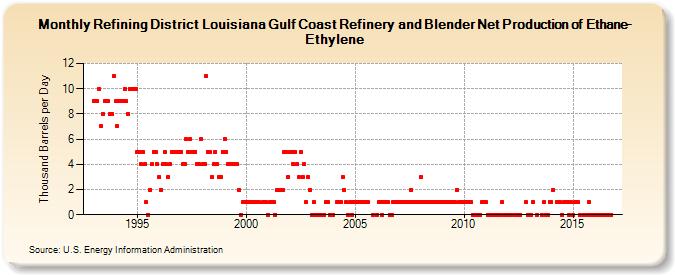 Monthly Refining District Louisiana Gulf Coast Refinery and Blender Net Production of Ethane-
Ethylene
Thousand Barrels per Day
12
10
8
6
4
2
0
1995 2000 2005 2010 2015
Source: U.S. Energy Information Administration